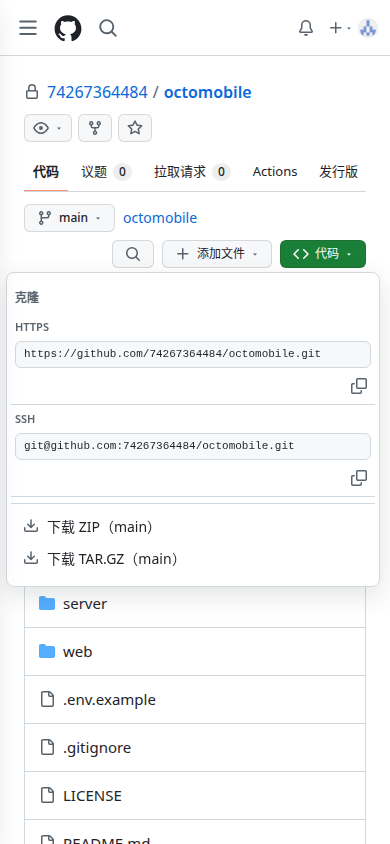 74267364484 / octomobile
代码 议题 0 拉取请求 0 Actions 发行版
main octomobile
添加文件 代码
克隆
HTTPS
https://github.com/74267364484/octomobile.git
SSH
git@github.com:74267364484/octomobile.git
下载 ZIP（main）
下载 TAR.GZ（main）
server
web
.env.example
.gitignore
LICENSE
README.md